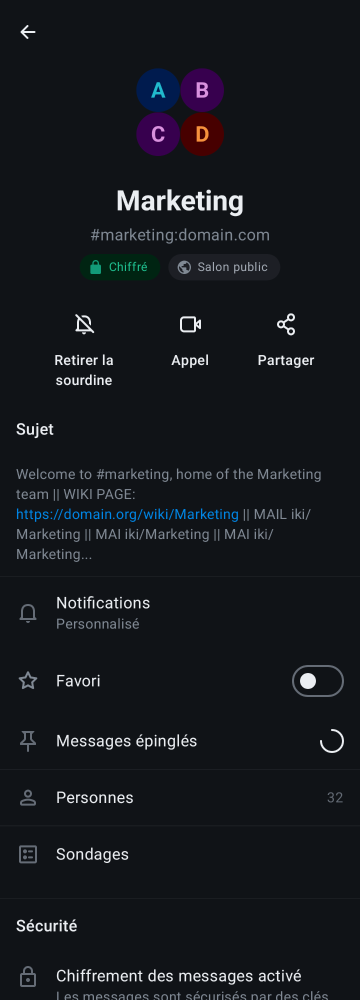 A B
C D
Marketing
#marketing:domain.com
Chiffré Salon public
Retirer la
sourdine
Appel
Partager
Sujet
Welcome to #marketing, home of the Marketing
team || WIKI PAGE:
https://domain.org/wiki/Marketing || MAIL iki/
Marketing || MAI iki/Marketing || MAI iki/
Marketing...
Notifications
Personnalisé
Favori
Messages épinglés
Personnes 32
Sondages
Sécurité
Chiffrement des messages activé
Les messages sont sécurisés par des clés